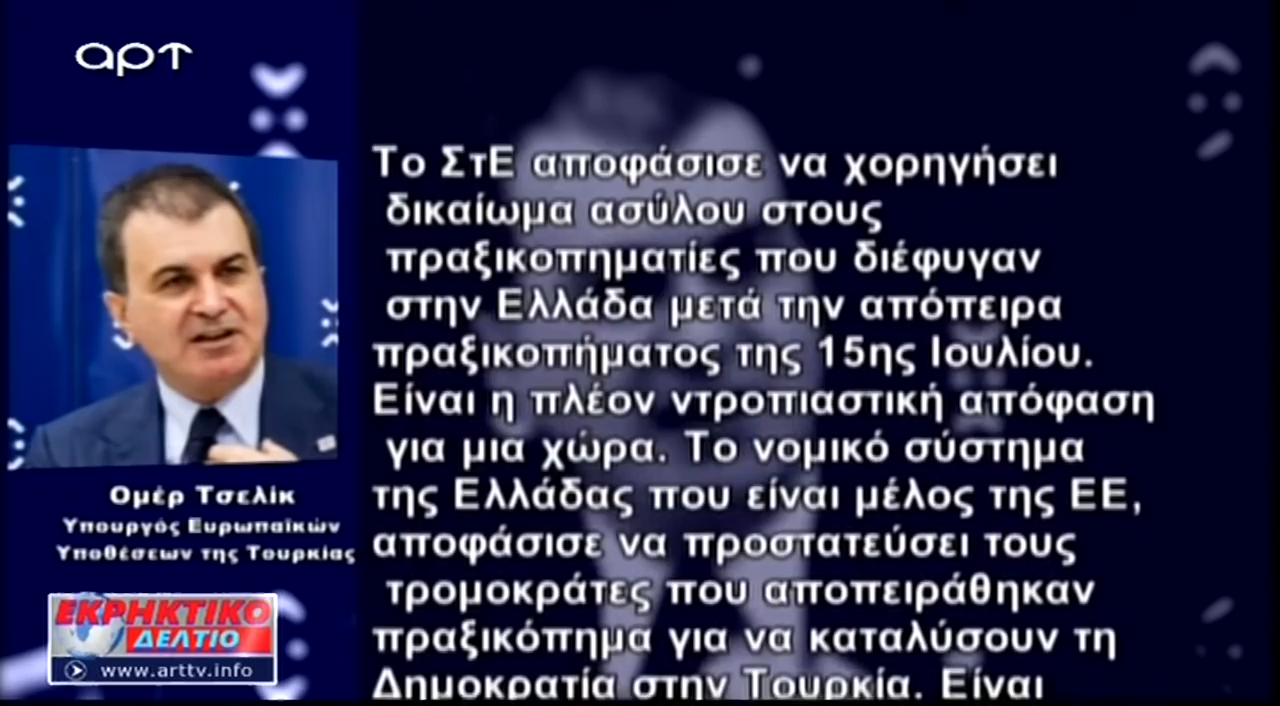 αρτ
Το ΣτΕ αποφάσισε να χορηγήσει
δικαίωμα ασύλου στους
πραξικοπηματίες που διέφυγαν
στην Ελλάδα μετά την απόπειρα
πραξικοπήματος της 15ης Ιουλίου.
Είναι η πλέον ντροπιαστική απόφαση
για μια χώρα. Το νομικό σύστημα
της Ελλάδας που είναι μέλος της ΕΕ,
αποφάσισε να προστατεύσει τους
τρομοκράτες που αποπειράθηκαν
πραξικόπημα για να καταλύσουν τη
Δημοκρατία στην Τουρκία. Είναι
Ομέρ Τσελίκ
Υπουργός Ευρωπαϊκών
Υποθέσεων της Τουρκίας
ΕΚΡΗΚΤΙΚΟ
ΔΕΛΤΙΟ
www.arttv.info